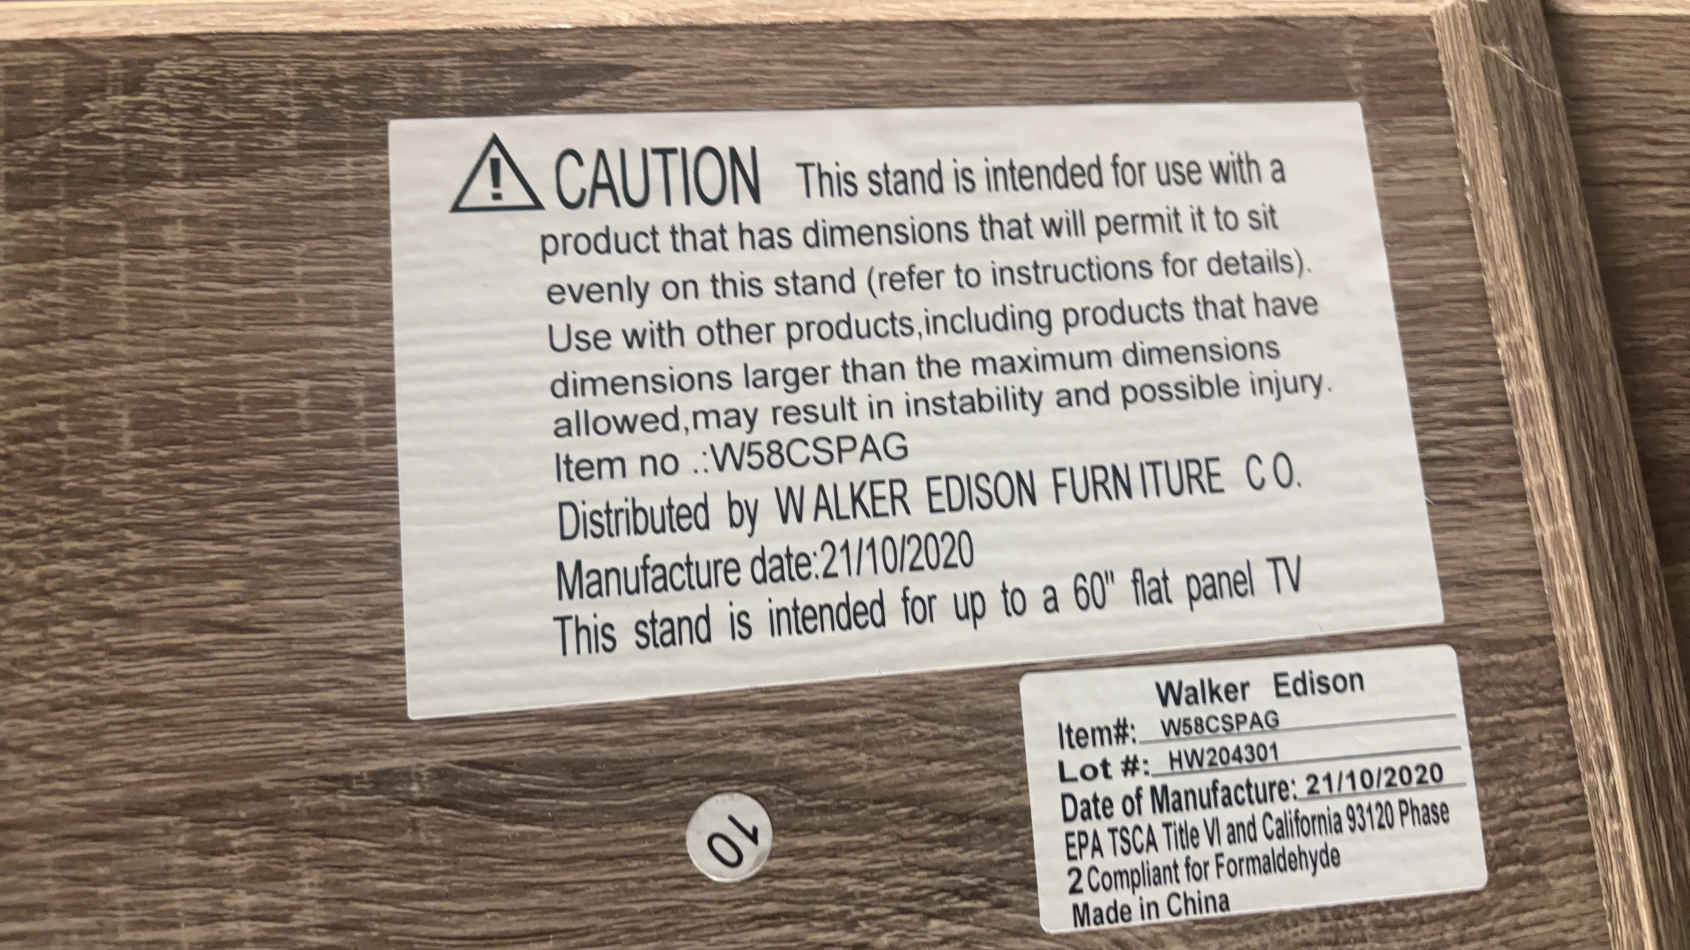 CAUTION This stand is intended for use with a
product that has dimensions that will permit it to sit
evenly on this stand (refer to instructions for details).
Use with other products,including products that have
dimensions larger than the maximum dimensions
allowed,may result in instability and possible injury.
Item no .:W58CSPAG
Distributed by WALKER EDISON FURNITURE CO.
Manufacture date:21/10/2020
This stand is intended for up to a 60" flat panel TV
Walker Edison
Item#: W58CSPAG
Lot #: HW204301
Date of Manufacture: 21/10/2020
EPA TSCA Title VI and California 93120 Phase
2 Compliant for Formaldehyde
Made in China
10